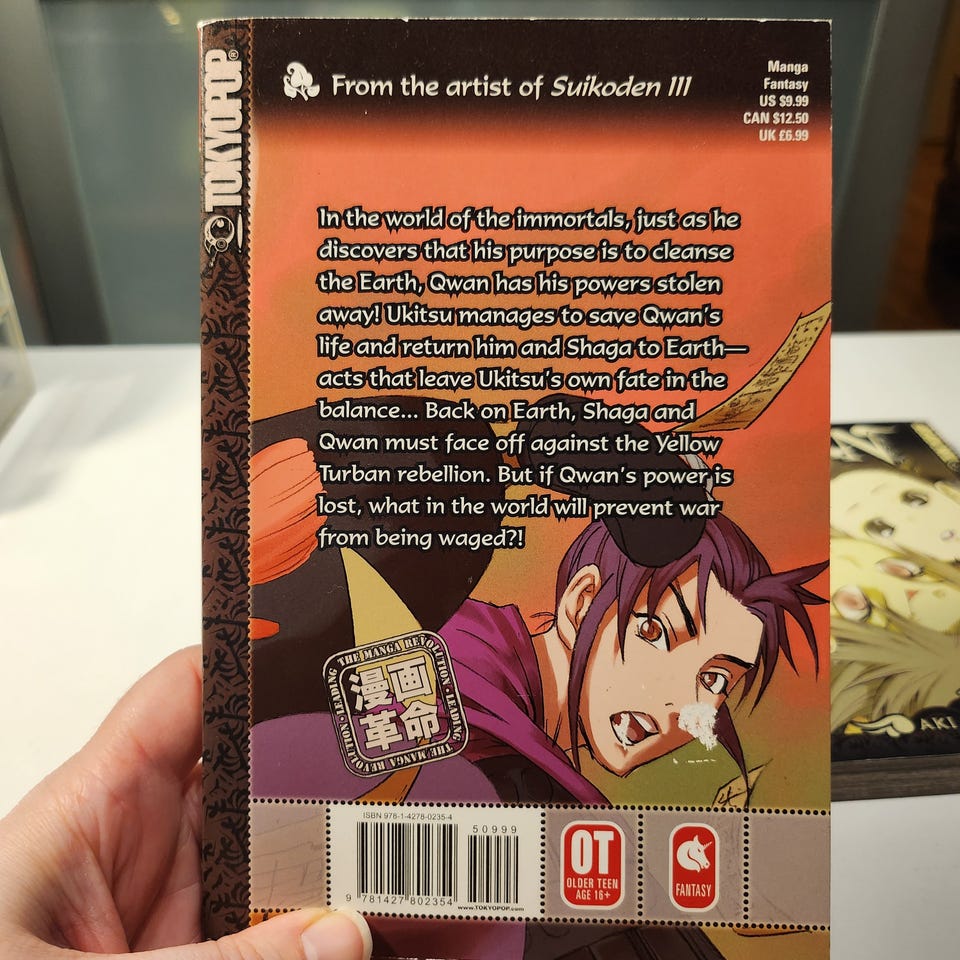 TOKYOPOP®
From the artist of Suikoden III
Manga
Fantasy
US $9.99
CAN $12.50
UK £6.99
In the world of the immortals, just as he
discovers that his purpose is to cleanse
the Earth, Qwan has his powers stolen
away! Ukitsu manages to save Qwan's
life and return him and Shaga to Earth—
acts that leave Ukitsu's own fate in the
balance... Back on Earth, Shaga and
Qwan must face off against the Yellow
Turban rebellion. But if Qwan's power is
lost, what in the world will prevent war
from being waged?!
LEADING THE MANGA REVOLUTION · LEADING THE MANGA REVOLUTION ·
漫画
革命
ISBN 978-1-4278-0235-4
50999
9 781427 802354
www.TOKYOPOP.com
OT
OLDER TEEN
AGE 16+
FANTASY
AKI